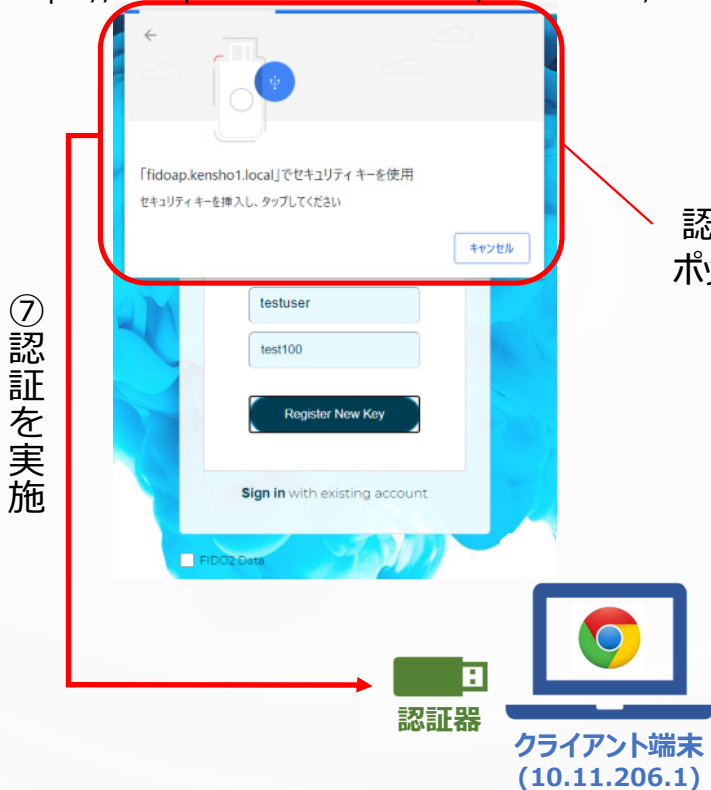 「fidoap.kensho1.local」でセキュリティ キーを使用
セキュリティ キーを挿入し、タップしてください
キャンセル
testuser
test100
Register New Key
Sign in with existing account
FIDO2 Data
⑦認証を実施
認証器
クライアント端末
(10.11.206.1)